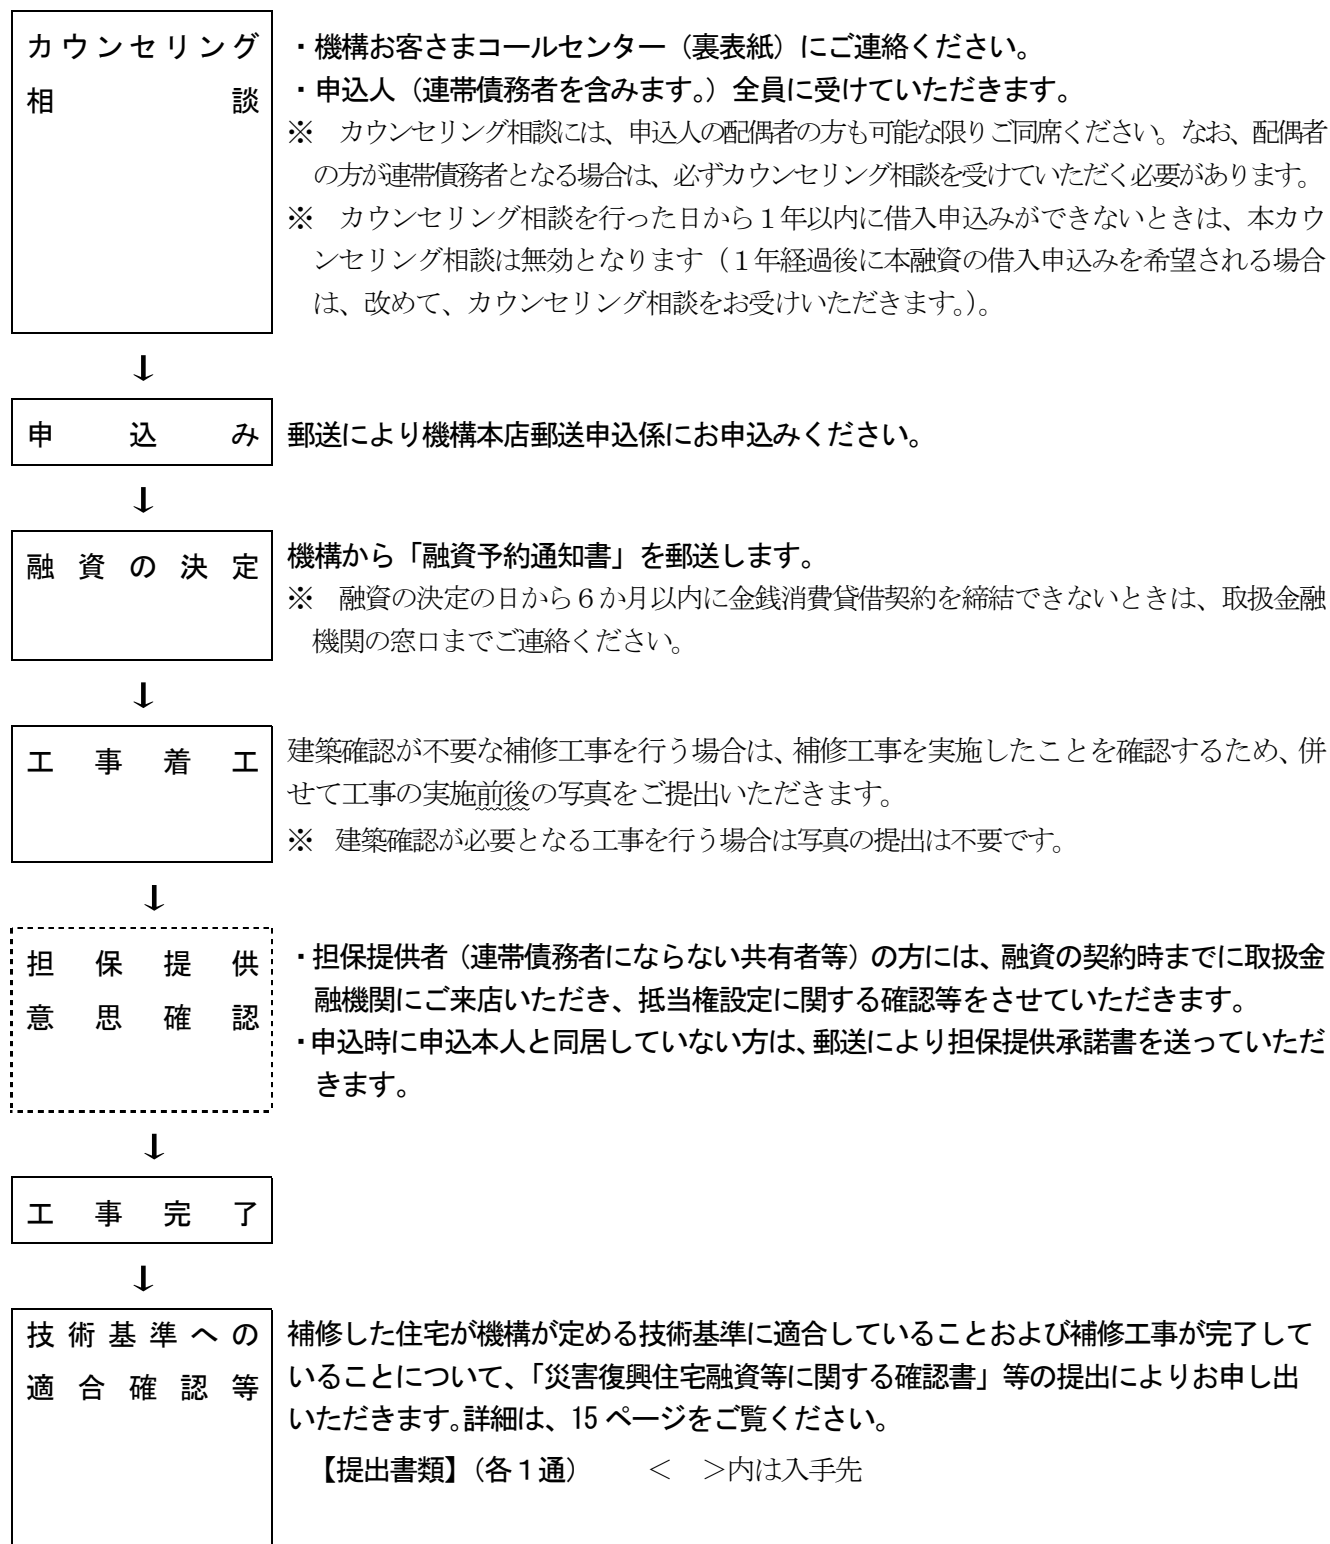 カウンセリング
相談
・機構お客さまコールセンター（裏表紙）にご連絡ください。
・申込人（連帯債務者を含みます。）全員に受けていただきます。
※　カウンセリング相談には、申込人の配偶者の方も可能な限りご同席ください。なお、配偶者
の方が連帯債務者となる場合は、必ずカウンセリング相談を受けていただく必要があります。
※　カウンセリング相談を行った日から１年以内に借入申込みができないときは、本カウ
ンセリング相談は無効となります（１年経過後に本融資の借入申込みを希望される場合
は、改めて、カウンセリング相談をお受けいただきます。）。
↓
申込み
郵送により機構本店郵送申込係にお申込みください。
↓
融資の決定
機構から「融資予約通知書」を郵送します。
※　融資の決定の日から６か月以内に金銭消費貸借契約を締結できないときは、取扱金融
機関の窓口までご連絡ください。
↓
工事着工
建築確認が不要な補修工事を行う場合は、補修工事を実施したことを確認するため、併
せて工事の実施前後の写真をご提出いただきます。
※　建築確認が必要となる工事を行う場合は写真の提出は不要です。
↓
担保提供
意思確認
・担保提供者（連帯債務者にならない共有者等）の方には、融資の契約時までに取扱金
融機関にご来店いただき、抵当権設定に関する確認等をさせていただきます。
・申込時に申込本人と同居していない方は、郵送により担保提供承諾書を送っていただ
きます。
↓
工事完了
↓
技術基準への
適合確認等
補修した住宅が機構が定める技術基準に適合していることおよび補修工事が完了して
いることについて、「災害復興住宅融資等に関する確認書」等の提出によりお申し出
いただきます。詳細は、15 ページをご覧ください。
【提出書類】（各１通）　　＜　＞内は入手先